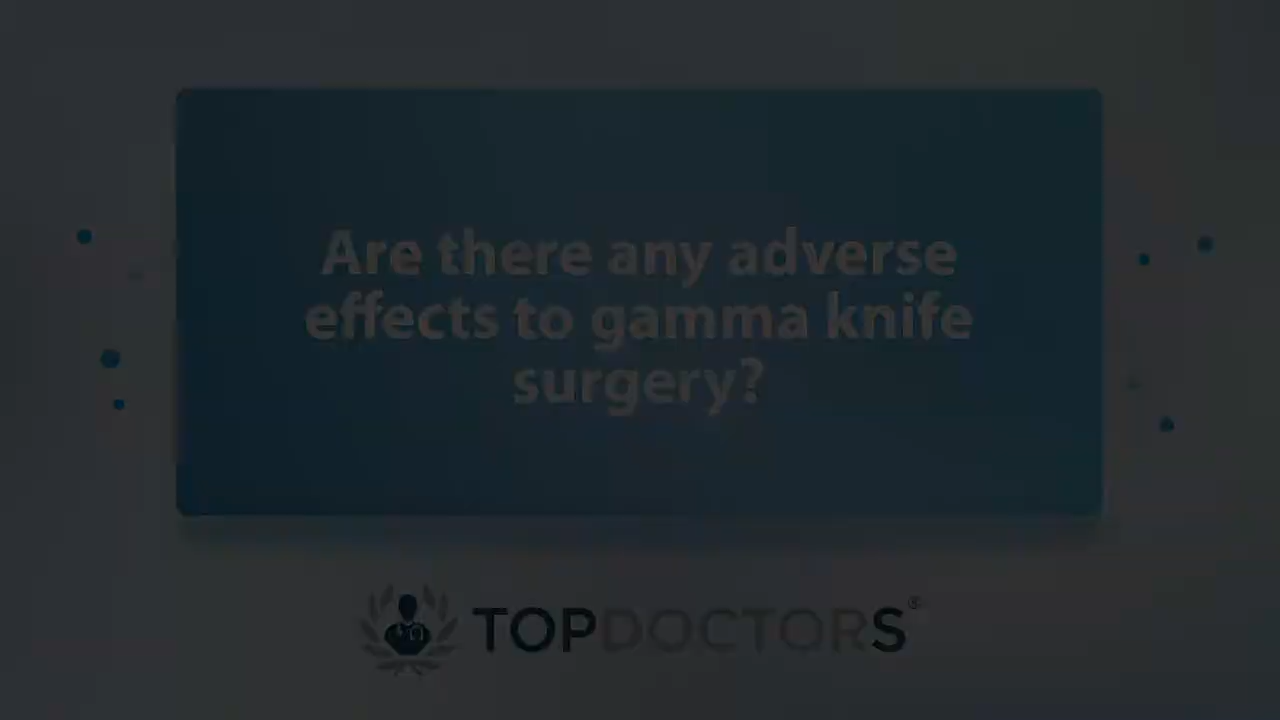 Are there any adverse
effects to gamma knife
surgery?
TOPDOCTORS®